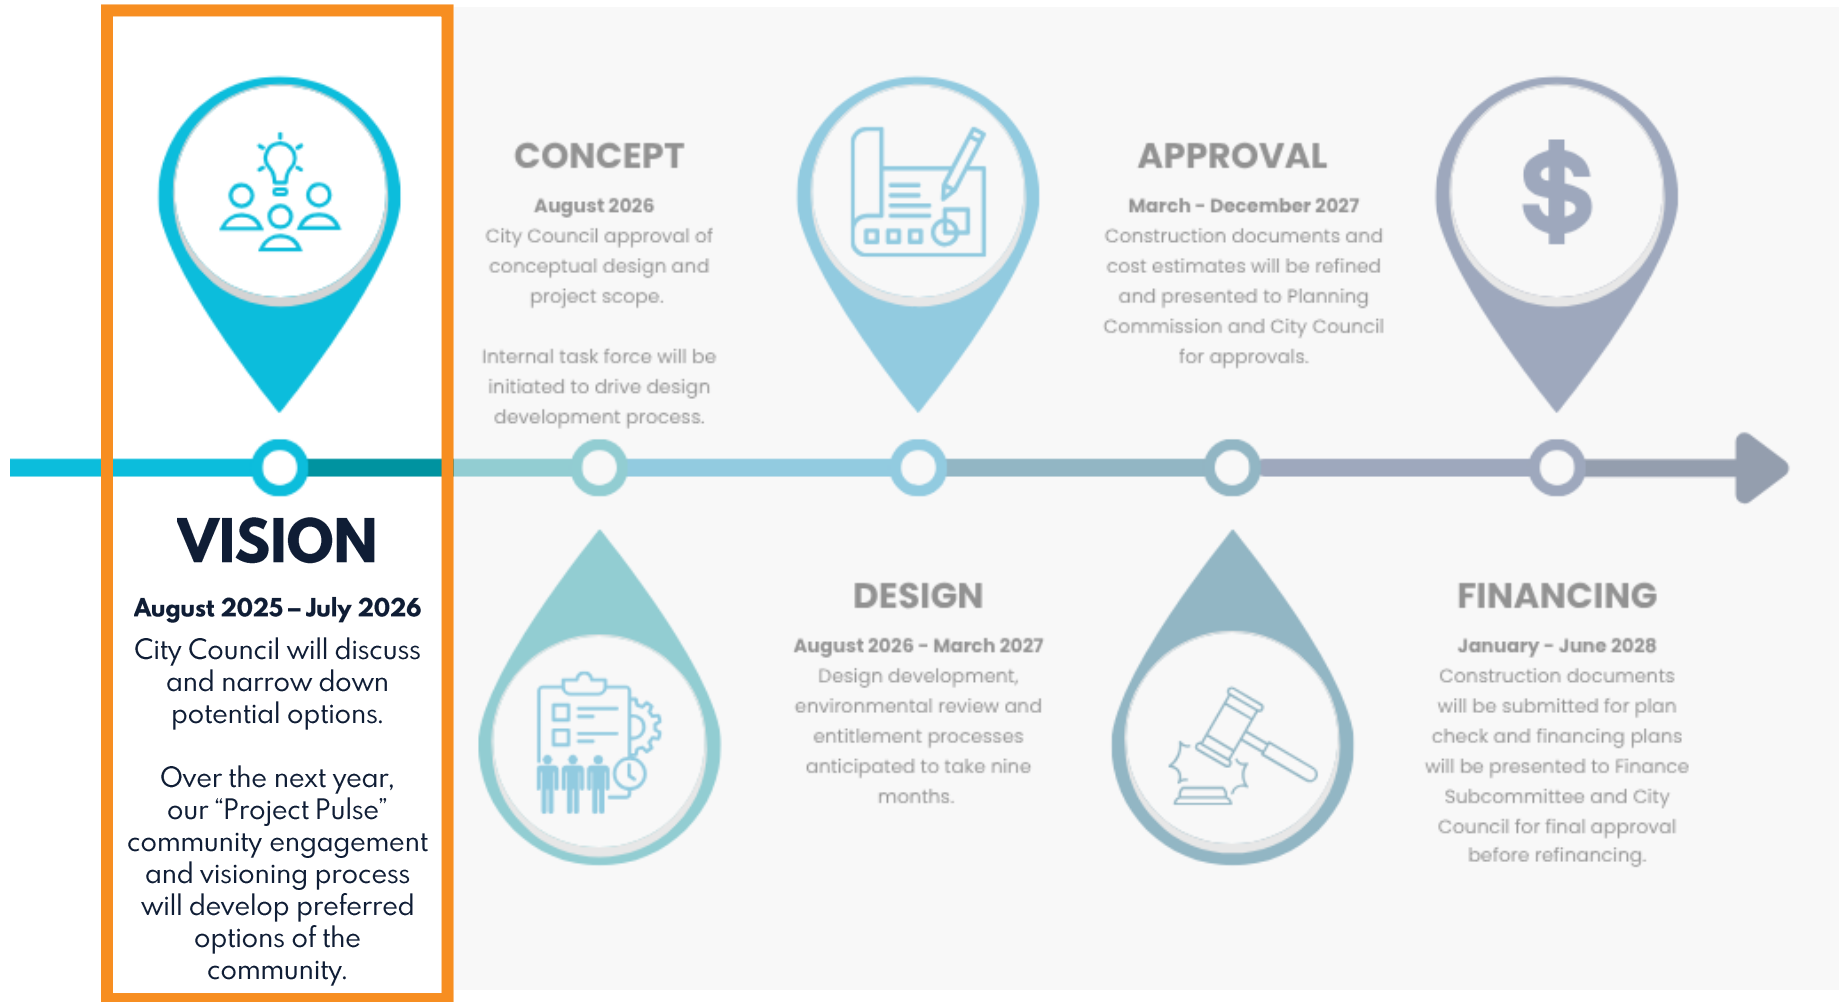 VISION
August 2025 – July 2026
City Council will discuss
and narrow down
potential options.
Over the next year,
our “Project Pulse”
community engagement
and visioning process
will develop preferred
options of the
community.
CONCEPT
August 2026
City Council approval of
conceptual design and
project scope.
Internal task force will be
initiated to drive design
development process.
DESIGN
August 2026 - March 2027
Design development,
environmental review and
entitlement processes
anticipated to take nine
months.
APPROVAL
March - December 2027
Construction documents and
cost estimates will be refined
and presented to Planning
Commission and City Council
for approvals.
$
FINANCING
January - June 2028
Construction documents
will be submitted for plan
check and financing plans
will be presented to Finance
Subcommittee and City
Council for final approval
before refinancing.